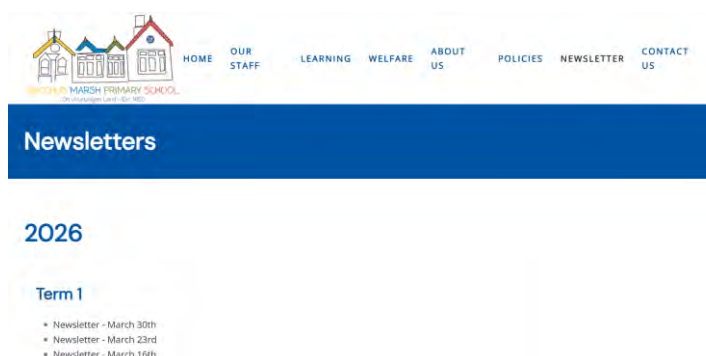 HOME
OUR STAFF
LEARNING
WELFARE
ABOUT US
POLICIES
NEWSLETTER
CONTACT US
BACCHUS MARSH PRIMARY SCHOOL
Newsletters
2026
Term 1
Newsletter - March 30th
Newsletter - March 23rd
Newsletter - March 16th